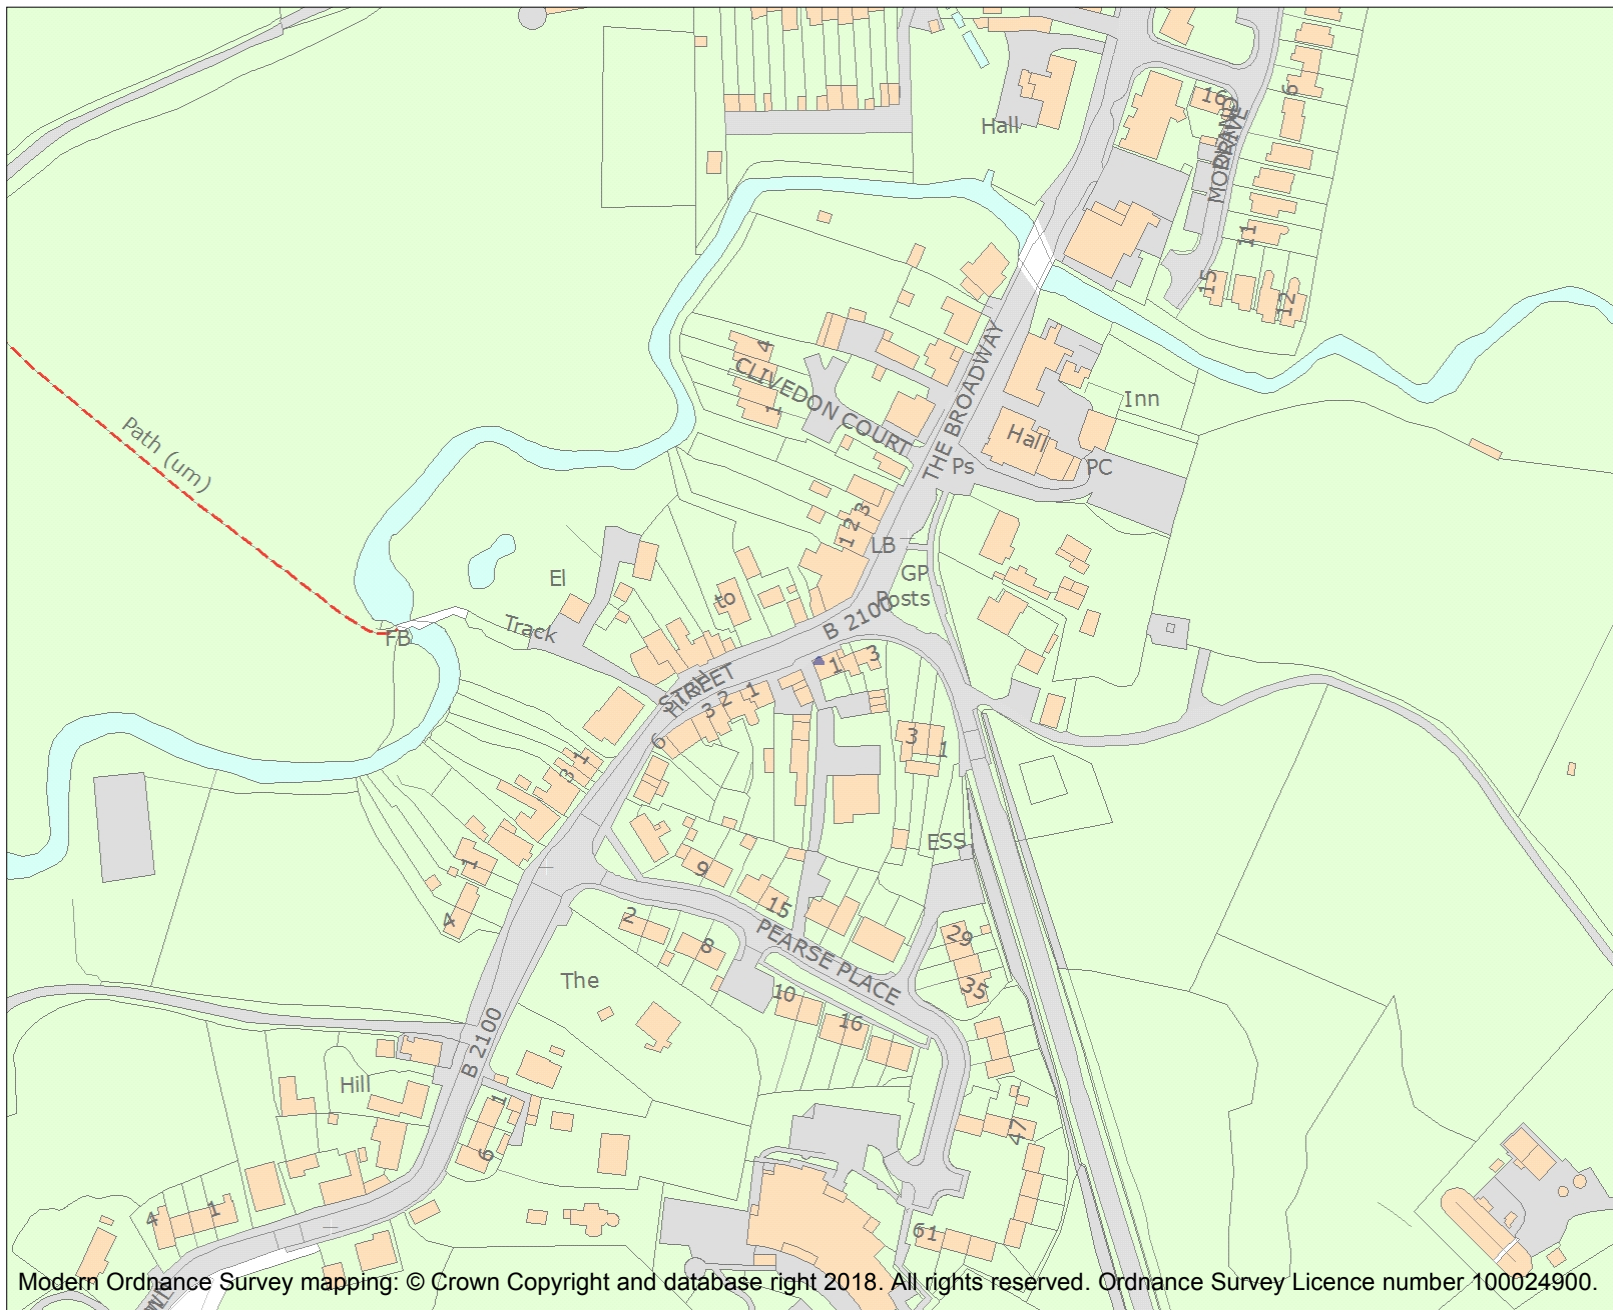 16
6
MOORLAND
DRIVE
Hall
11
15
12
4
CLIVEDON COURT
1
THE BROADWAY
Inn
Hall
Ps
PC
Path (um)
3
2
1
LB
El
GP
Posts
to
B 2100
Track
FB
1
3
HIGH
STREET
1
2
3
6
3
1
1
3
ESS
1
4
9
15
2
8
PEARSE PLACE
29
35
The
10
16
B 2100
Hill
1
6
47
4
1
61
Modern Ordnance Survey mapping: © Crown Copyright and database right 2018. All rights reserved. Ordnance Survey Licence number 100024900.